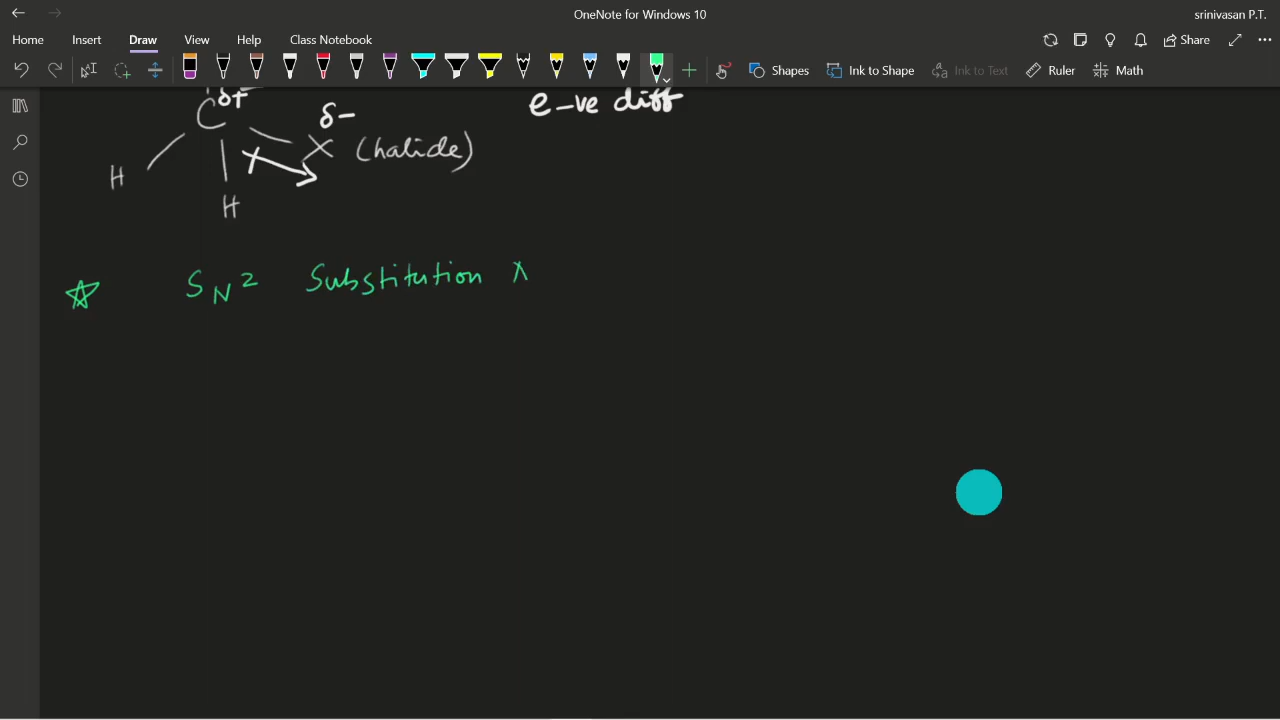 OneNote for Windows 10
srinivasan P.T.
Home Insert Draw View Help Class Notebook
Share
Shapes Ink to Shape Ink to Text Ruler Math
C δ+
δ-
e -ve diff
X (halide)
H
H
SN2 Substitution